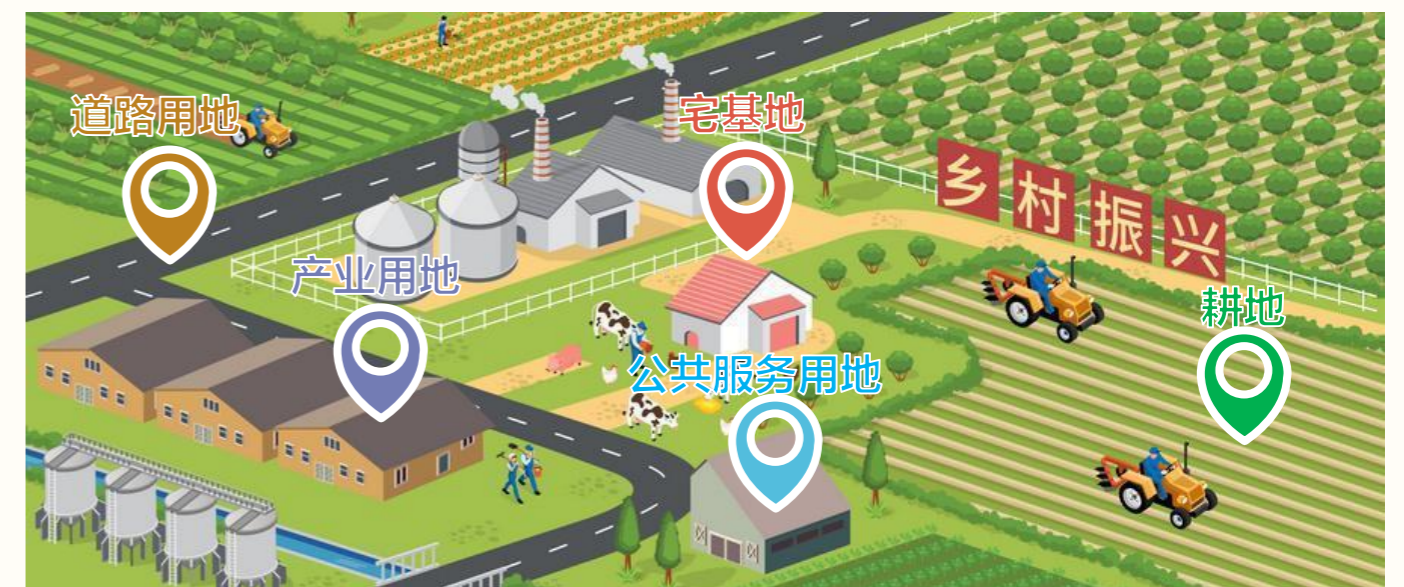 道路用地
宅基地
乡村振兴
产业用地
耕地
公共服务用地